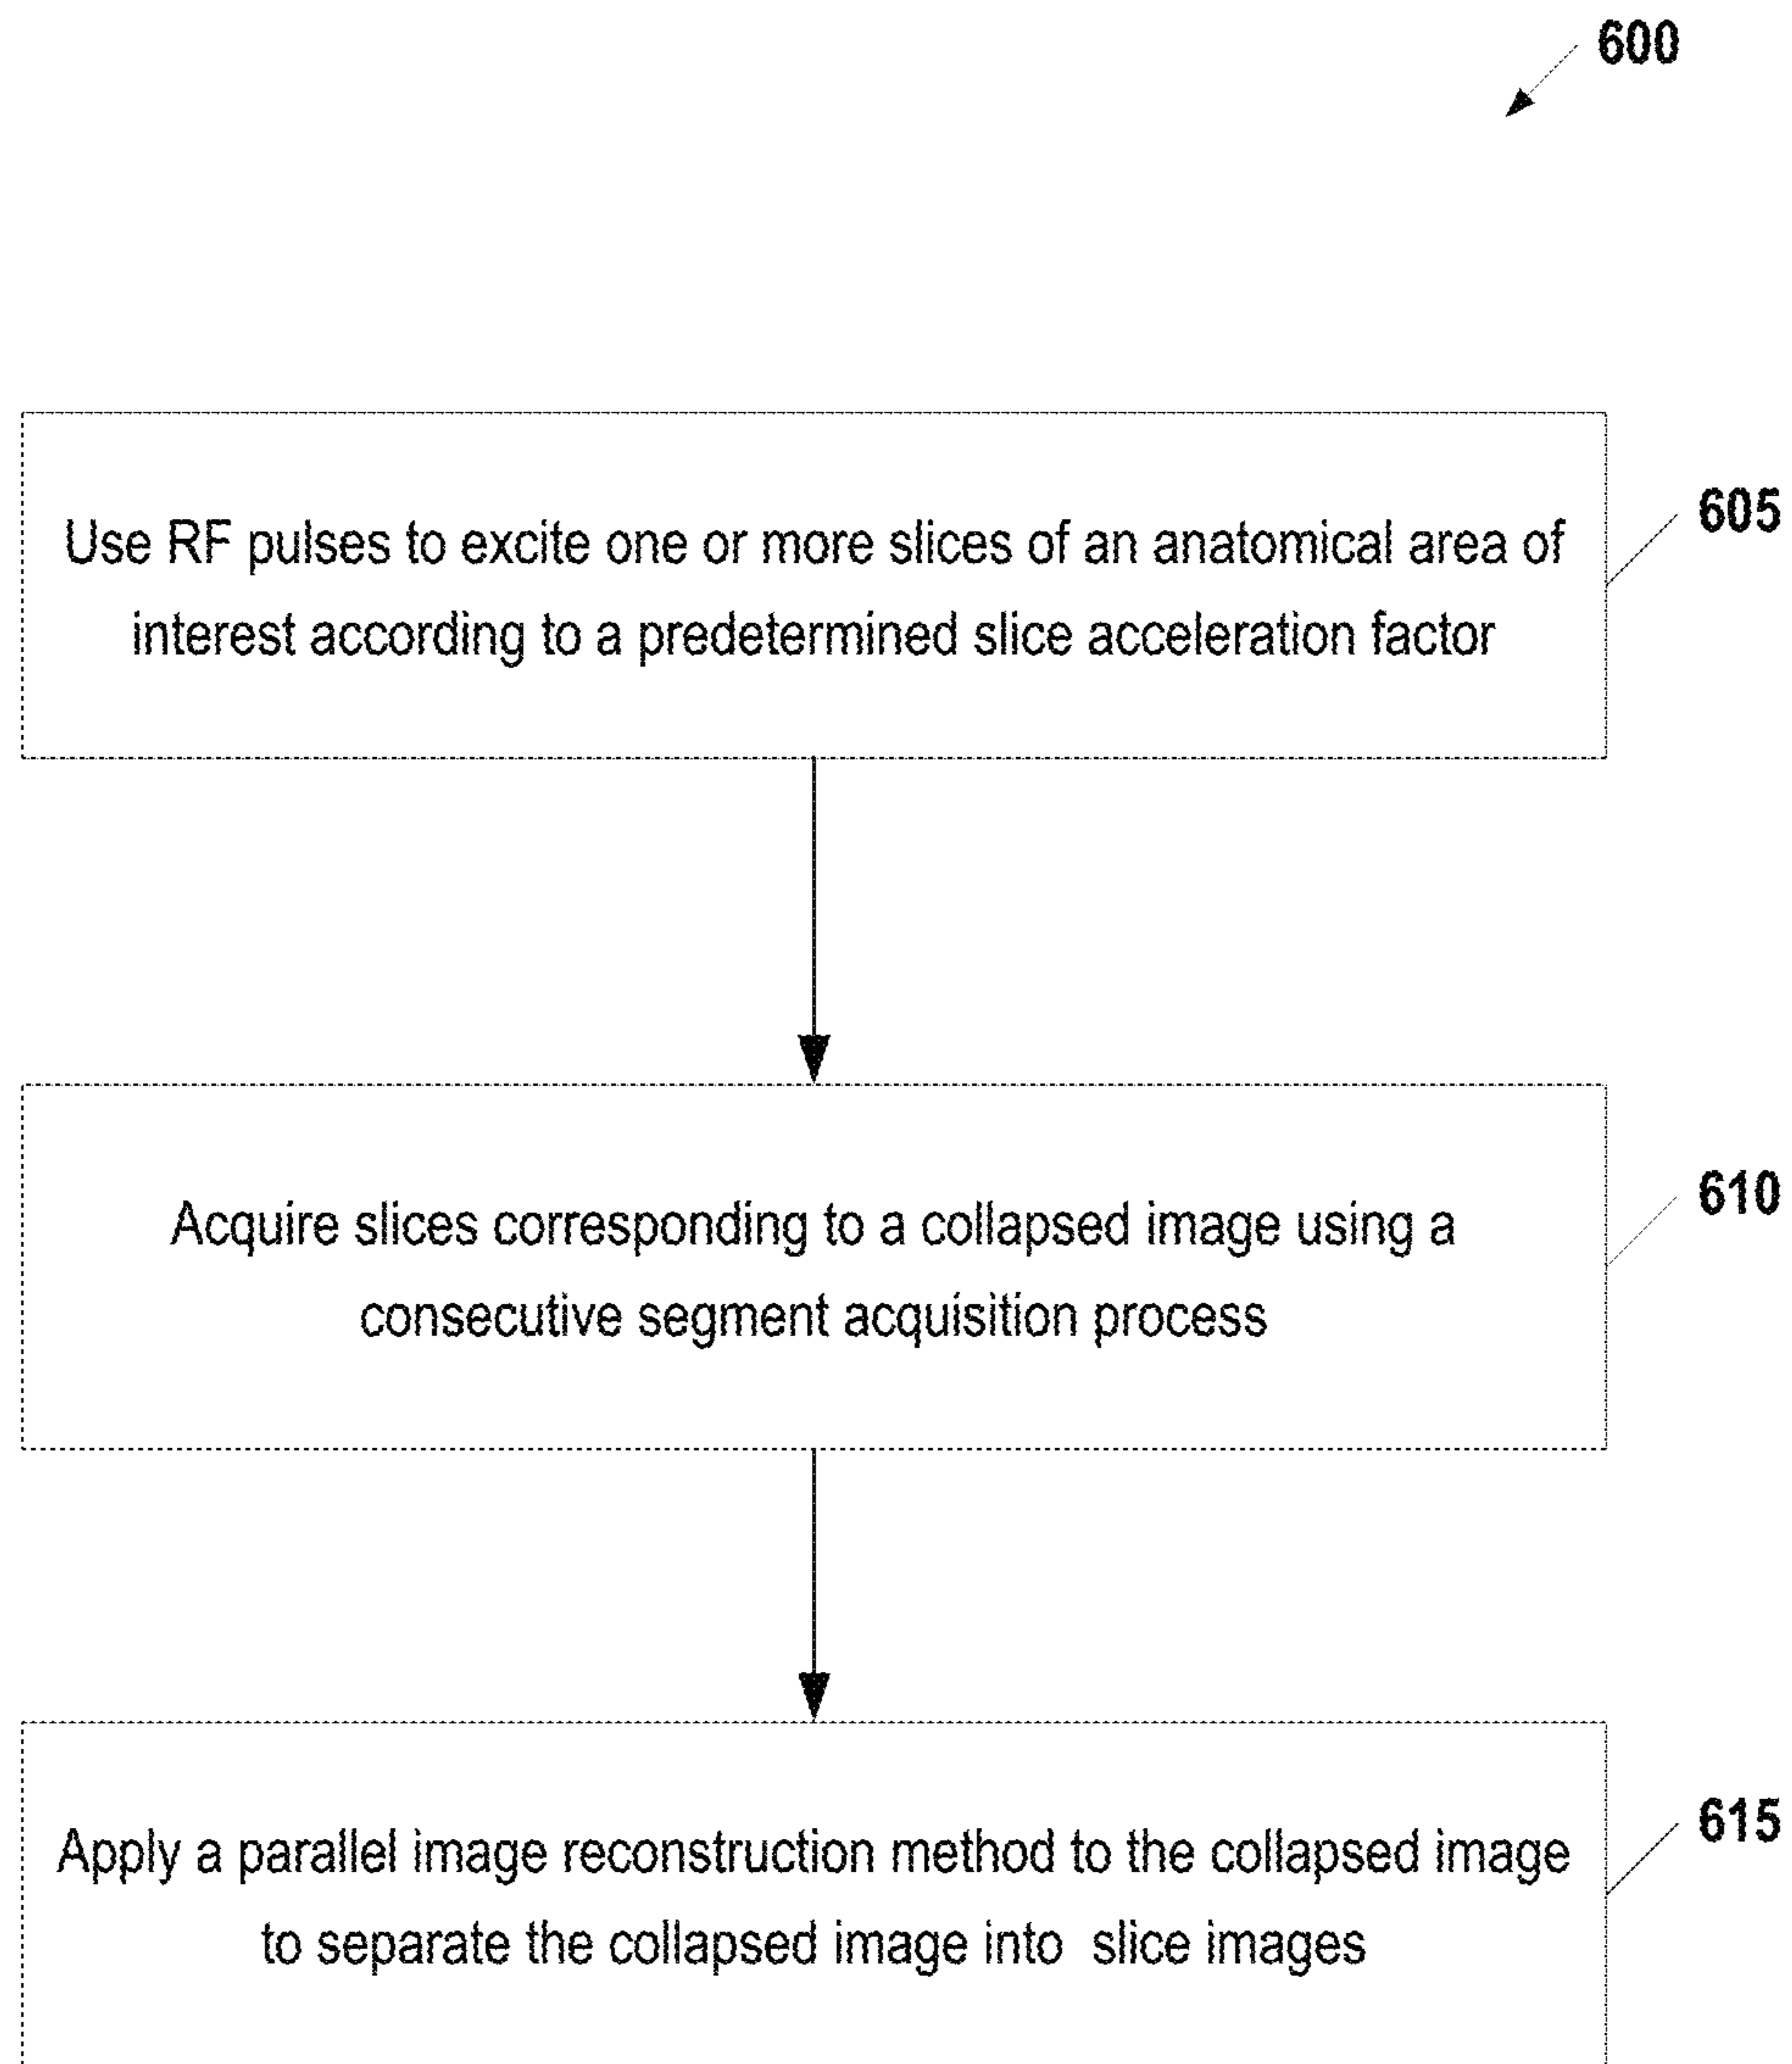 600
Use RF pulses to excite one or more slices of an anatomical area of
interest according to a predetermined slice acceleration factor
605
Acquire slices corresponding to a collapsed image using a
consecutive segment acquisition process
610
Apply a parallel image reconstruction method to the collapsed image
to separate the collapsed image into slice images
615